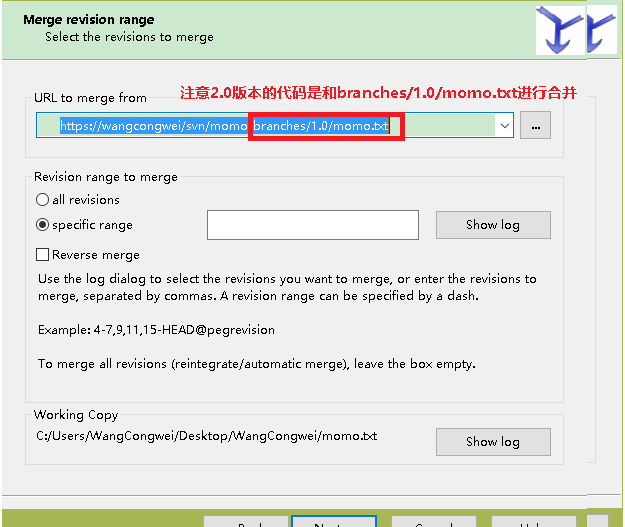 Merge revision range
Select the revisions to merge
注意2.0版本的代码是和branches/1.0/momo.txt进行合并
URL to merge from
https://wangcongwei/svn/momo/branches/1.0/momo.txt
...
Revision range to merge
all revisions
specific range
Show log
Reverse merge
Use the log dialog to select the revisions you want to merge, or enter the revisions to
merge, separated by commas. A revision range can be specified by a dash.
Example: 4-7,9,11,15-HEAD@pegrevision
To merge all revisions (reintegrate/automatic merge), leave the box empty.
Working Copy
C:/Users/WangCongwei/Desktop/WangCongwei/momo.txt
Show log